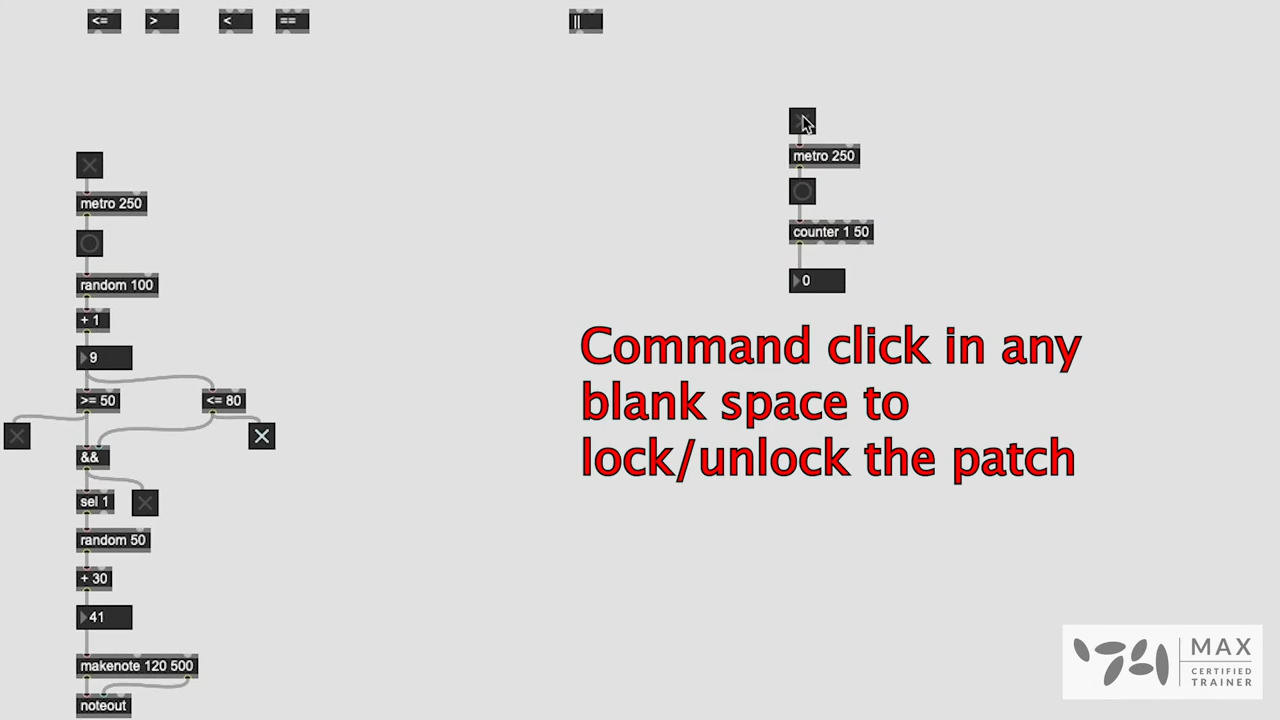 <=
>
<
==
||
metro 250
random 100
+ 1
9
>= 50
<= 80
&&
sel 1
random 50
+ 30
41
makenote 120 500
noteout
metro 250
counter 1 50
0
Command click in any
blank space to
lock/unlock the patch
MAX
CERTIFIED
TRAINER